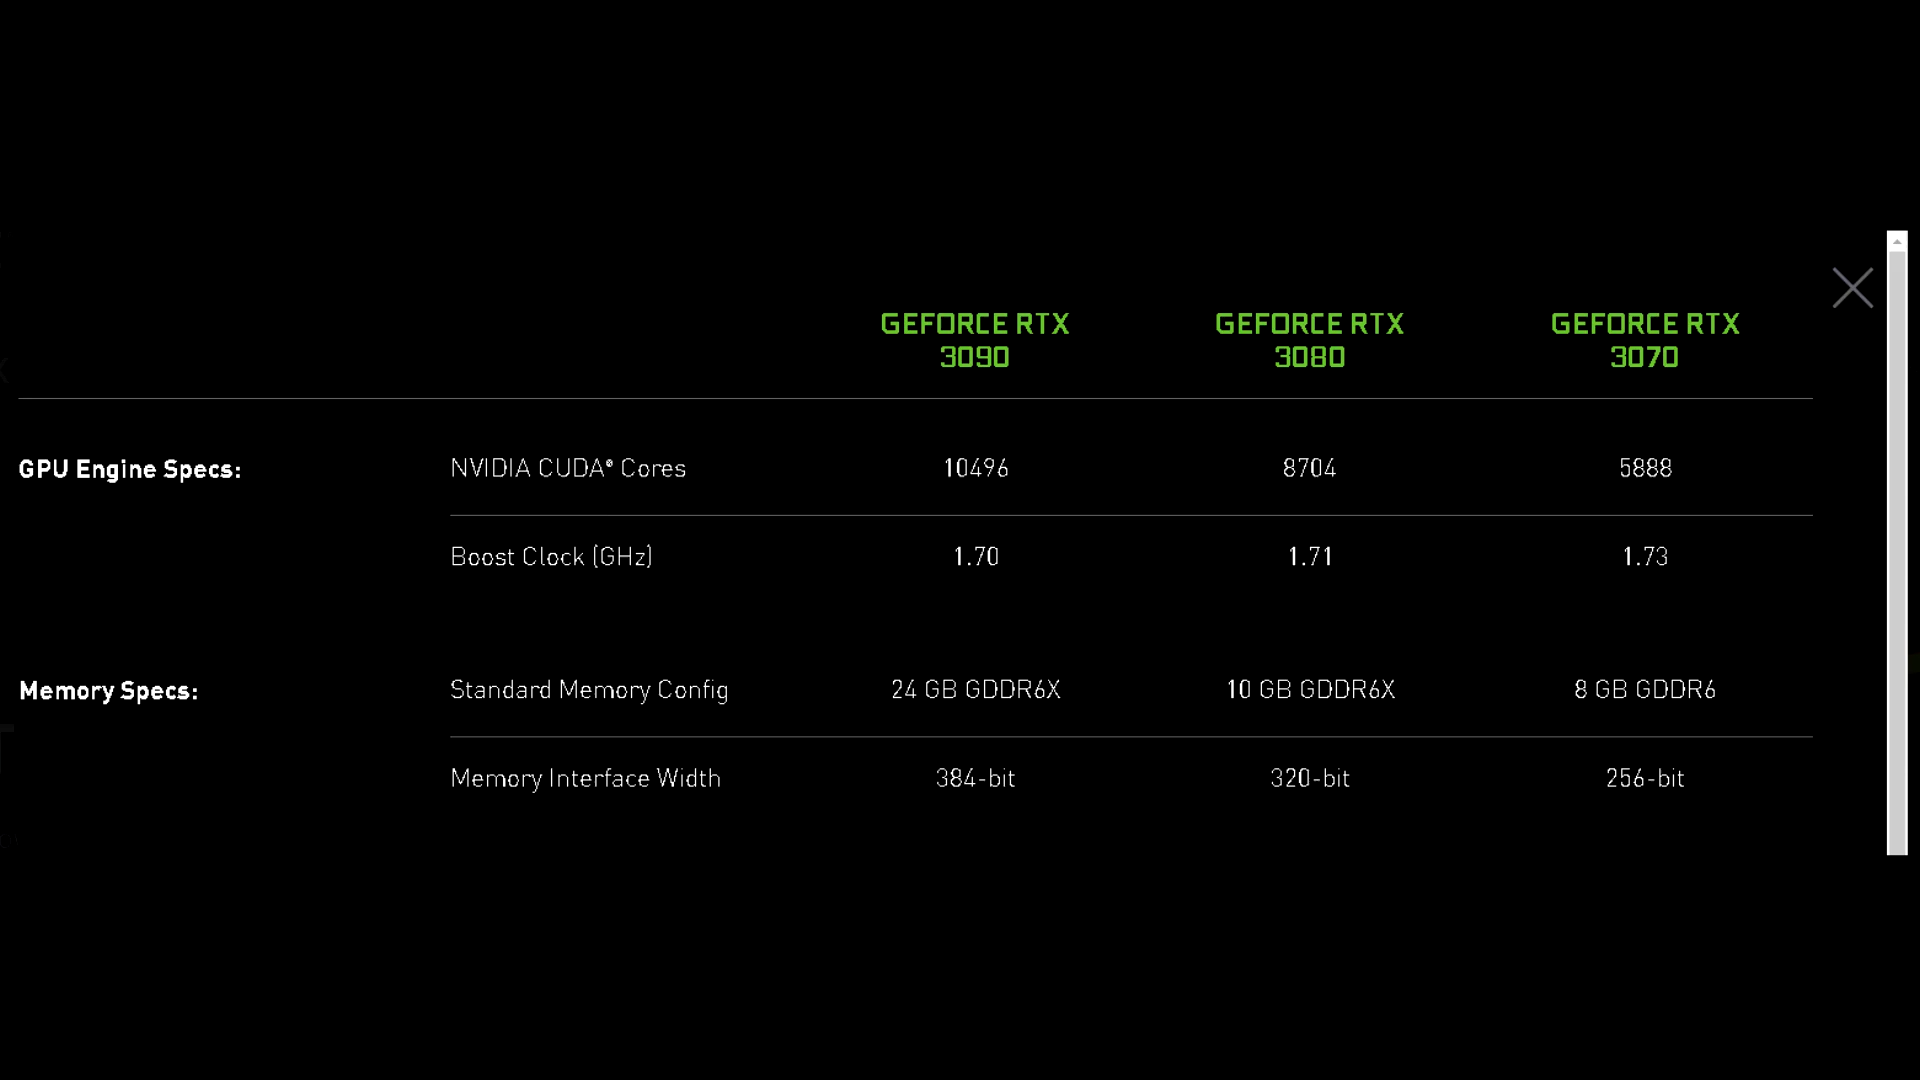 GEFORCE RTX 3090 GEFORCE RTX 3080 GEFORCE RTX 3070
GPU Engine Specs: NVIDIA CUDA® Cores 10496 8704 5888
Boost Clock (GHz) 1.70 1.71 1.73
Memory Specs: Standard Memory Config 24 GB GDDR6X 10 GB GDDR6X 8 GB GDDR6
Memory Interface Width 384-bit 320-bit 256-bit